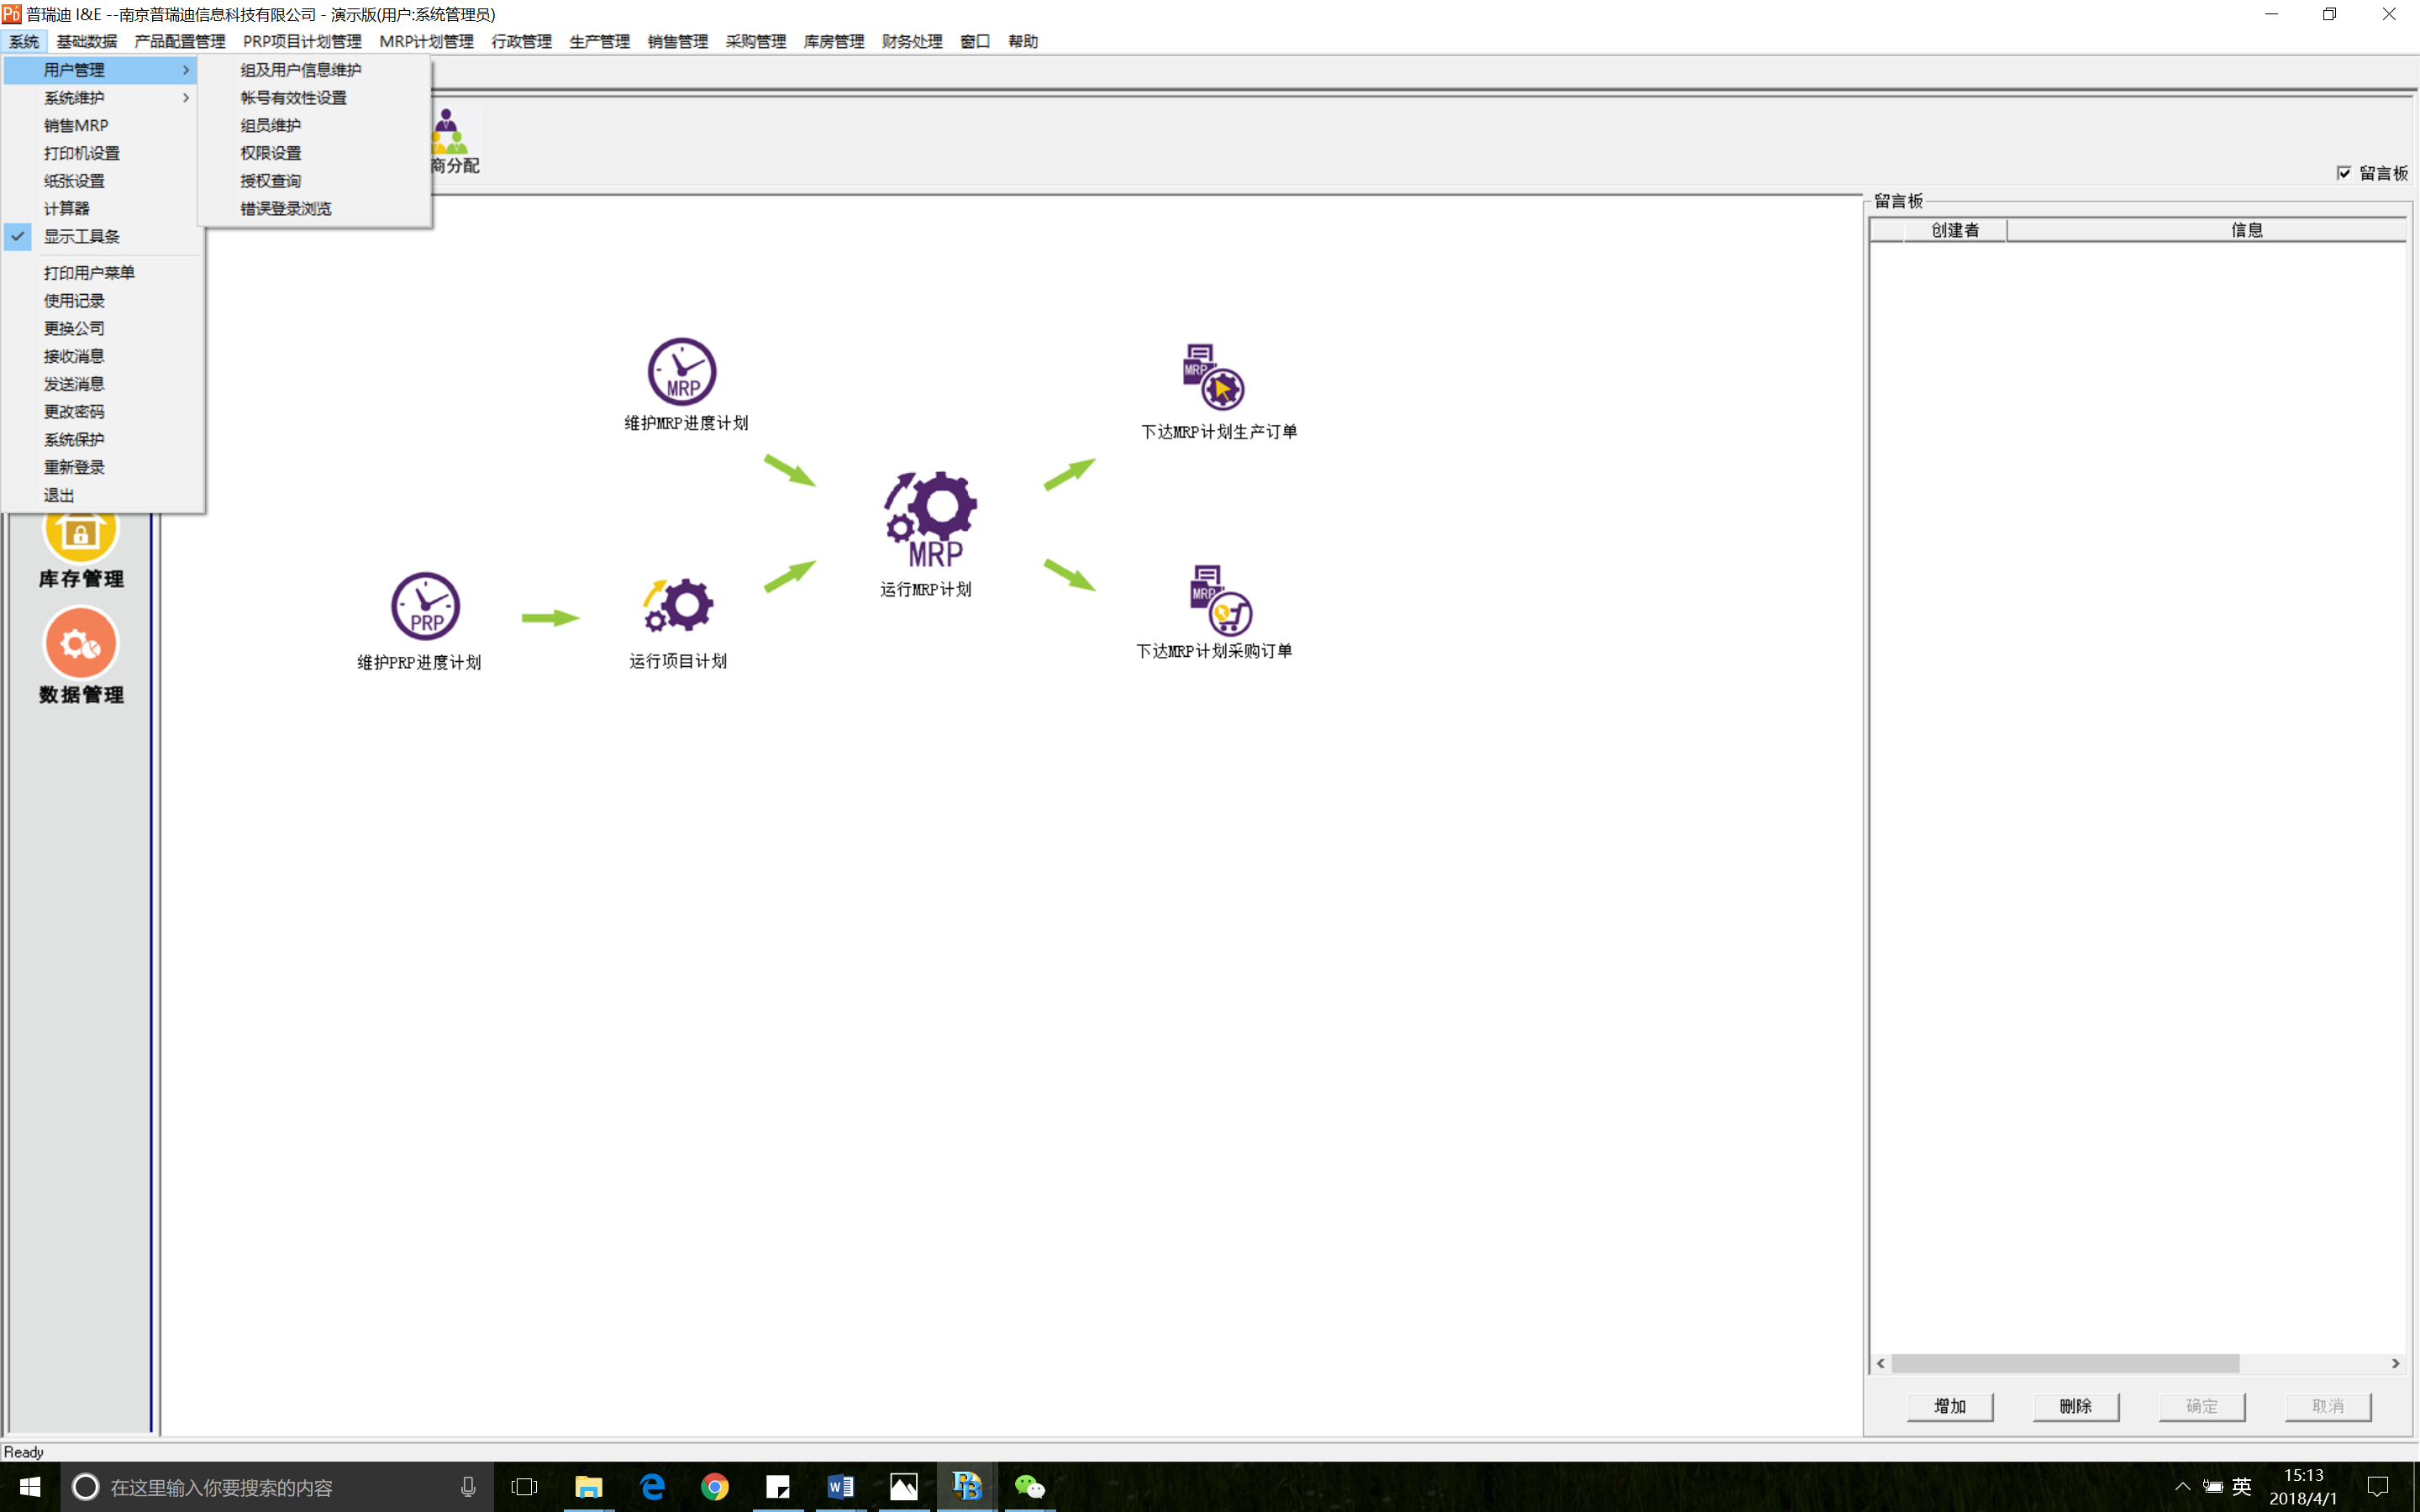 普瑞迪 I&E --南京普瑞迪信息科技有限公司 - 演示版(用户:系统管理员)
系统 基础数据 产品配置管理 PRP项目计划管理 MRP计划管理 行政管理 生产管理 销售管理 采购管理 库房管理 财务处理 窗口 帮助
用户管理
系统维护
销售MRP
打印机设置
纸张设置
计算器
显示工具条
打印用户菜单
使用记录
更换公司
接收消息
发送消息
更改密码
系统保护
重新登录
退出
组及用户信息维护
帐号有效性设置
组员维护
权限设置
授权查询
错误登录浏览
商分配
留言板
留言板
创建者 信息
库存管理
数据管理
MRP
维护MRP进度计划
MRP
下达MRP计划生产订单
MRP
运行MRP计划
PRP
维护PRP进度计划
运行项目计划
MRP
下达MRP计划采购订单
增加 删除 确定 取消
Ready
在这里输入你要搜索的内容
英
15:13
2018/4/1